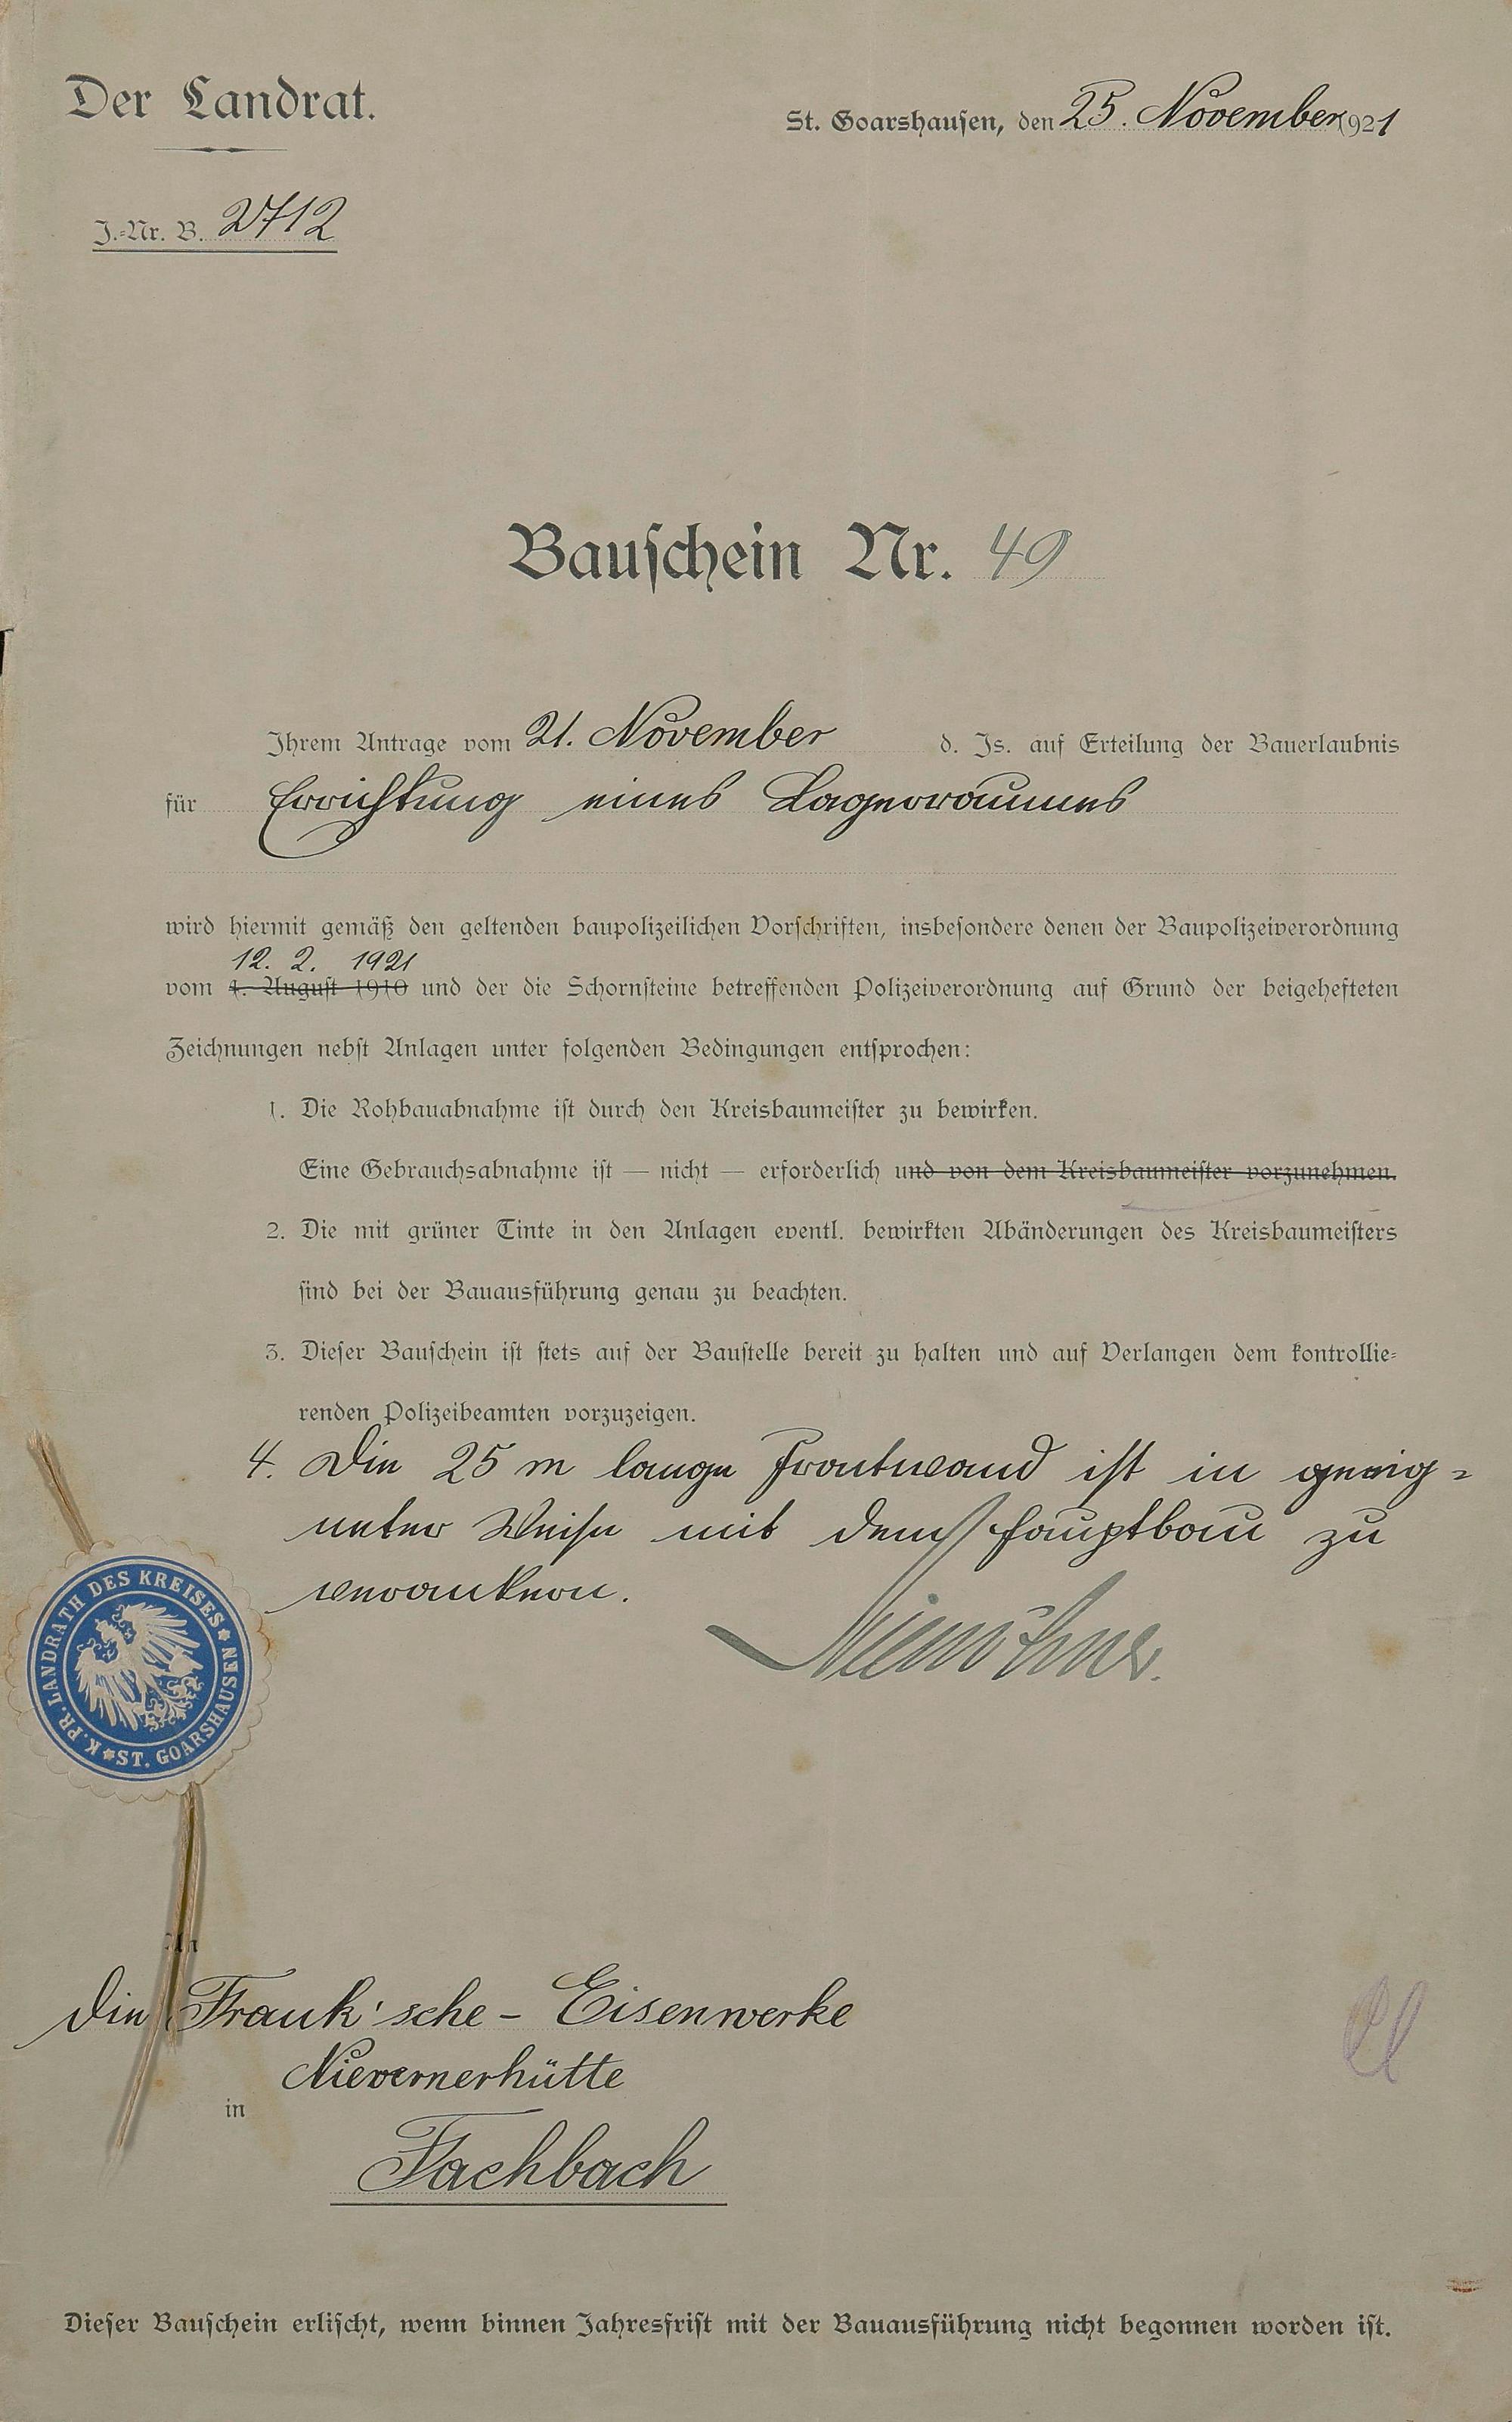 Der Landrat.
St. Goarshausen, den 25. November 1921
J.-Nr. B. 2712
Bauschein Nr. 49
Ihrem Antrage vom 21. November d. Js. auf Erteilung der Bauerlaubnis
für Errichtung eines Lagerraumes
wird hiermit gemäß den geltenden baupolizeilichen Vorschriften, insbesondere denen der Baupolizeiverordnung
12. 2. 1921
vom 1. August 1910 und der die Schornsteine betreffenden Polizeiverordnung auf Grund der beigehefteten
Zeichnungen nebst Anlagen unter folgenden Bedingungen entsprochen:
1. Die Rohbauabnahme ist durch den Kreisbaumeister zu bewirken.
Eine Gebrauchsabnahme ist — nicht — erforderlich und von dem Kreisbaumeister vorzunehmen.
2. Die mit grüner Tinte in den Anlagen eventl. bewirkten Abänderungen des Kreisbaumeisters
sind bei der Bauausführung genau zu beachten.
3. Dieser Bauschein ist stets auf der Baustelle bereit zu halten und auf Verlangen dem kontrollie-
renden Polizeibeamten vorzuzeigen.
4. Die 25 m lange Frontwand ist in geeig-
neter Weise mit dem Hauptbau zu
verankern.
K. PR. LANDRATH DES KREISES ST. GOARSHAUSEN
An
die Frank'sche - Eisenwerke
Nievernerhütte
in
Fachbach
Dieser Bauschein erlischt, wenn binnen Jahresfrist mit der Bauausführung nicht begonnen worden ist.